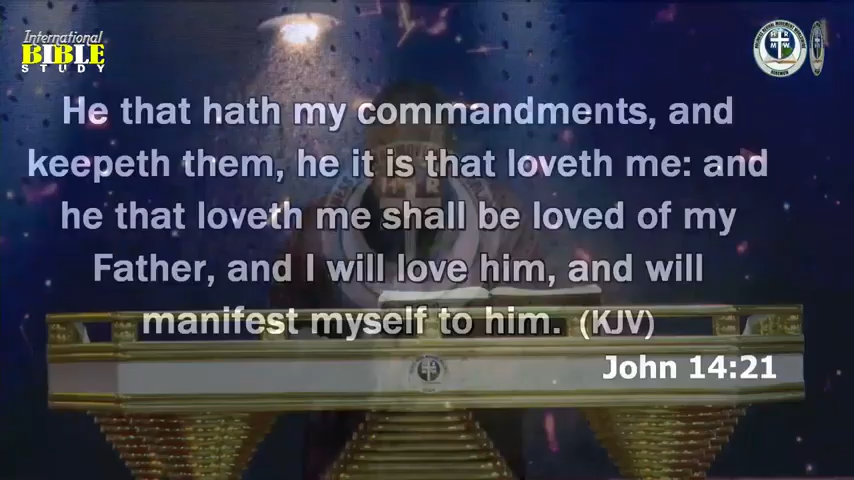 International
BIBLE
STUDY
He that hath my commandments, and
keepeth them, he it is that loveth me: and
he that loveth me shall be loved of my
Father, and I will love him, and will
manifest myself to him. (KJV)
John 14:21